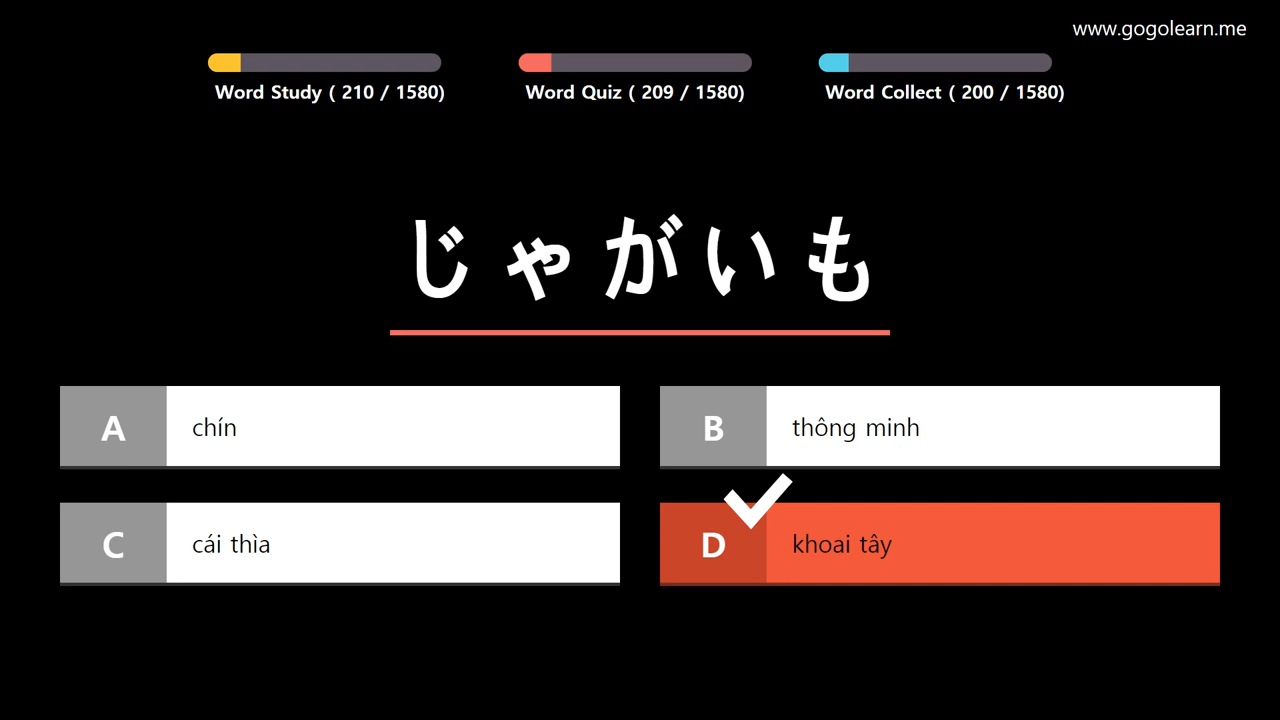 www.gogolearn.me
Word Study ( 210 / 1580)
Word Quiz ( 209 / 1580)
Word Collect ( 200 / 1580)
じゃがいも
A chín
B thông minh
C cái thìa
D khoai tây